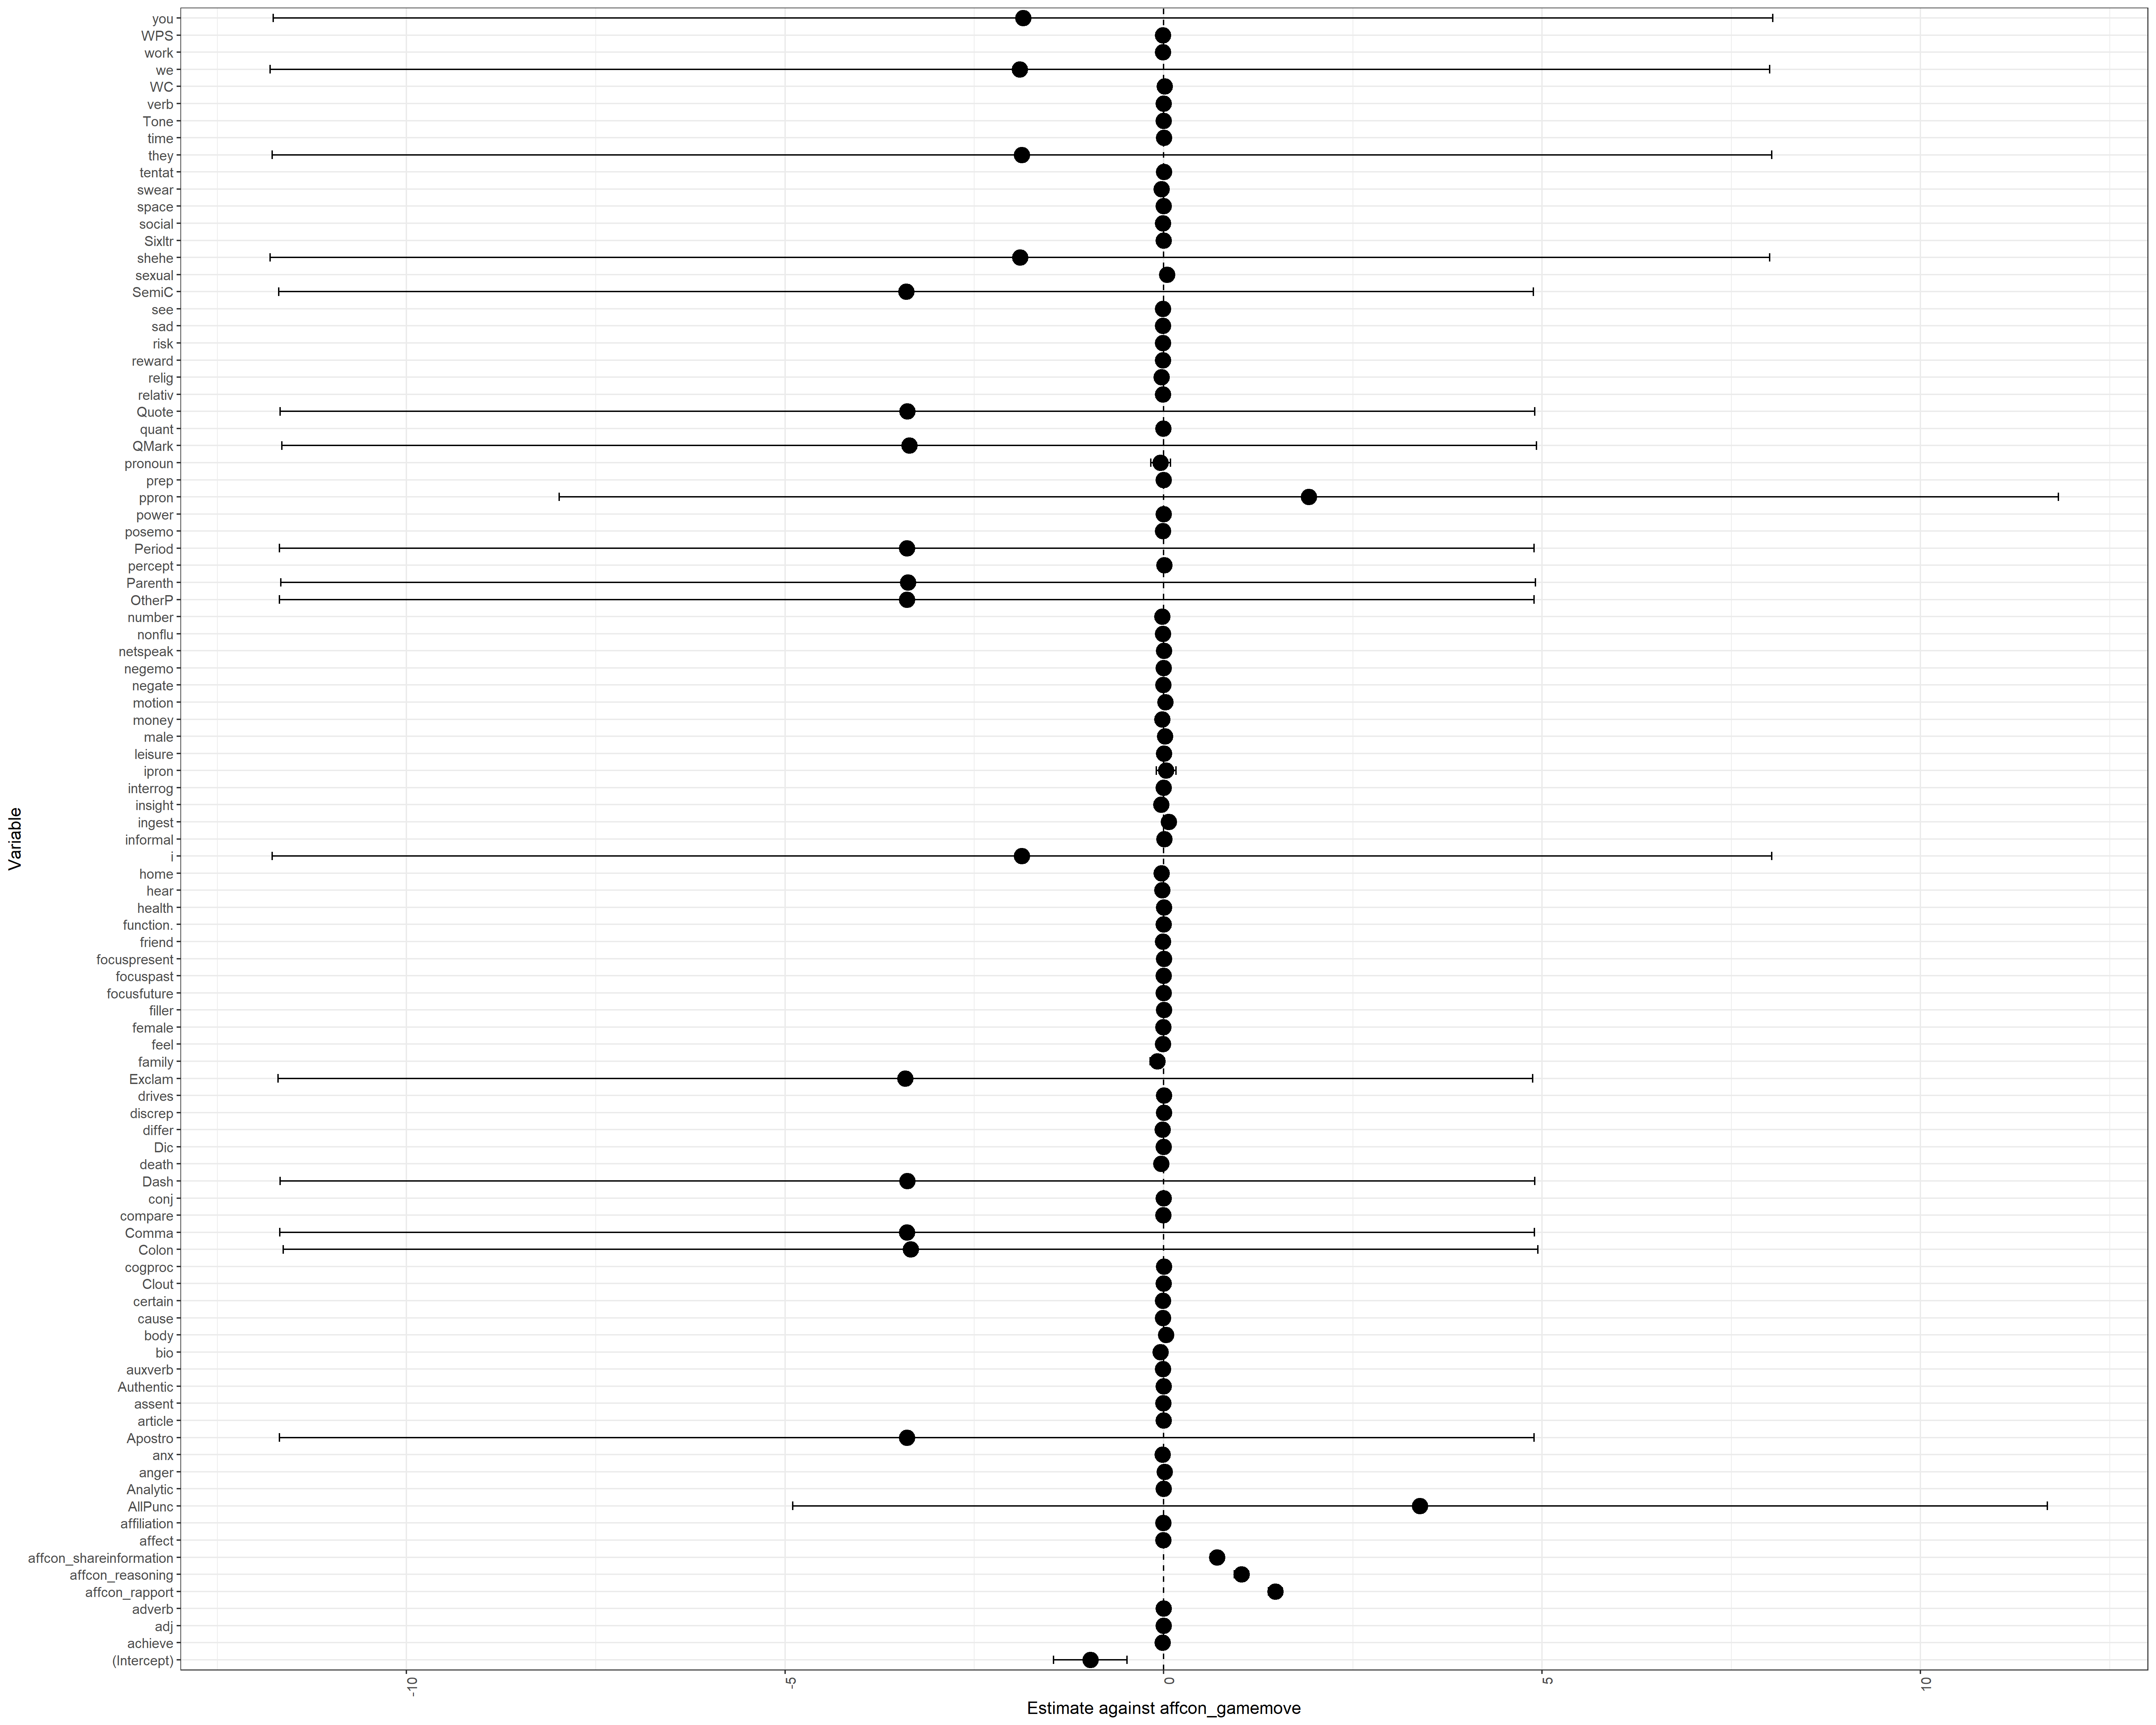 you
WPS
work
we
WC
verb
Tone
time
they
tentat
swear
space
social
Sixltr
shehe
sexual
SemiC
see
sad
risk
reward
relig
relativ
Quote
quant
QMark
pronoun
prep
ppron
power
posemo
Period
percept
Parenth
OtherP
number
nonflu
netspeak
negemo
negate
motion
money
male
leisure
ipron
interrog
insight
ingest
informal
i
home
hear
health
function.
friend
focuspresent
focuspast
focusfuture
filler
female
feel
family
Exclam
drives
discrep
differ
Dic
death
Dash
conj
compare
Comma
Colon
cogproc
Clout
certain
cause
body
bio
auxverb
Authentic
assent
article
Apostro
anx
anger
Analytic
AllPunc
affiliation
affect
affcon_shareinformation
affcon_reasoning
affcon_rapport
adverb
adj
achieve
(Intercept)
Variable
-10
-5
0
5
10
Estimate against affcon_gamemove